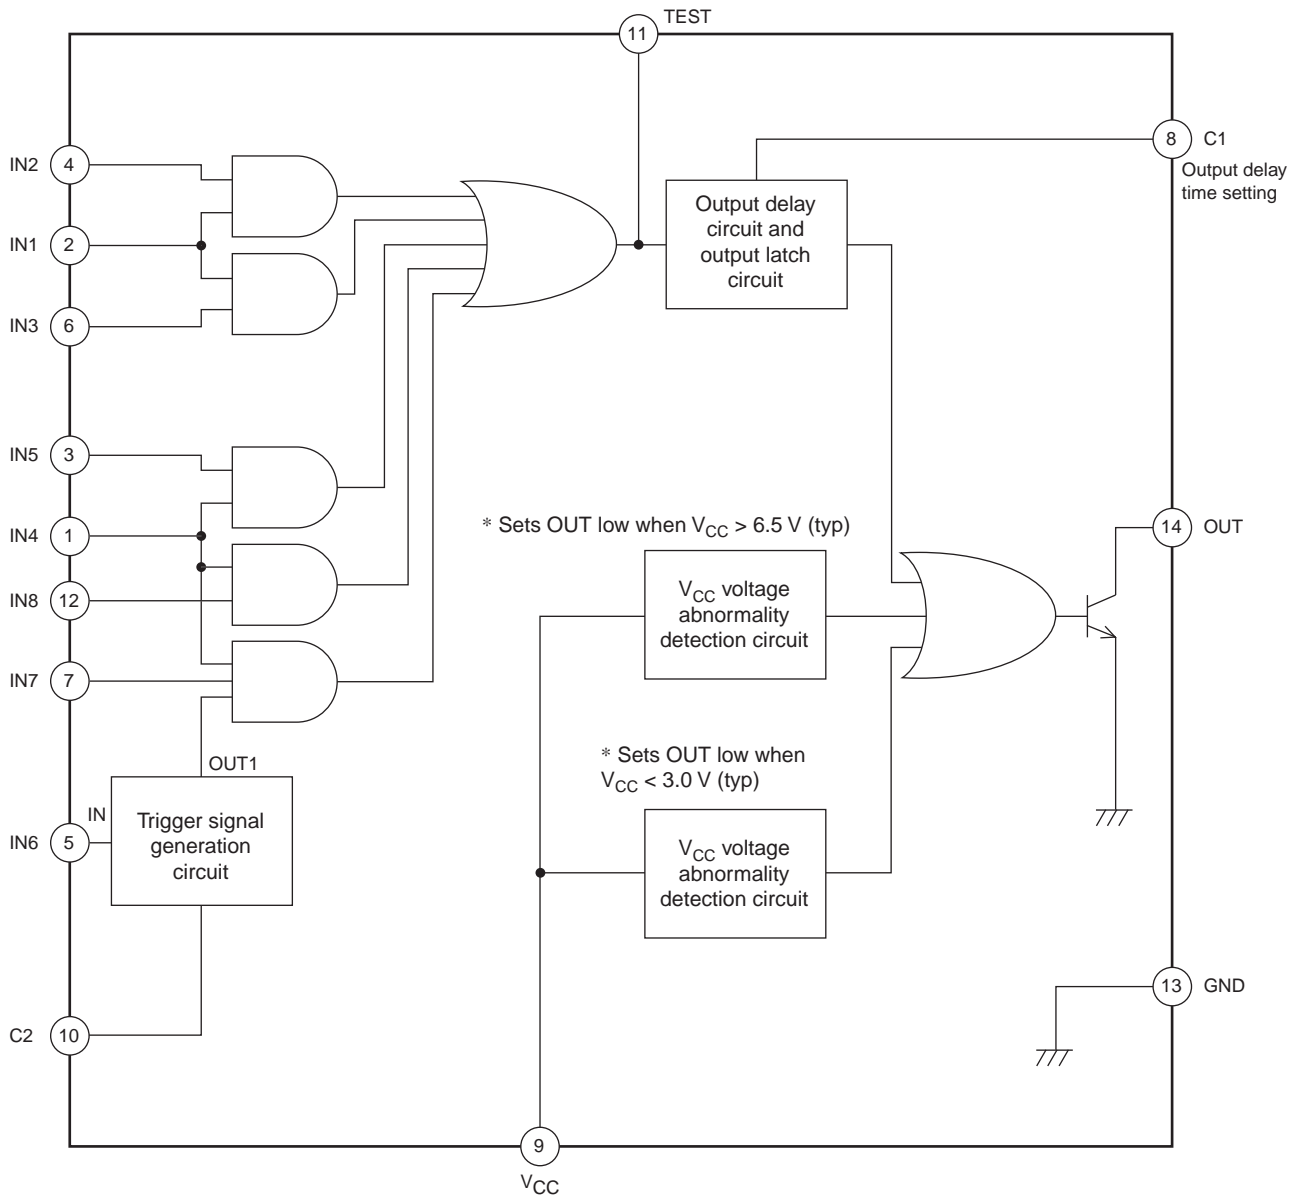 TEST
11
IN2
4
8
C1
Output delay
time setting
Output delay
circuit and
output latch
circuit
IN1
2
IN3
6
IN5
3
IN4
1
* Sets OUT low when VCC > 6.5 V (typ)
14
OUT
VCC voltage
abnormality
detection circuit
IN8
12
IN7
7
OUT1
* Sets OUT low when
VCC < 3.0 V (typ)
IN
IN6
5
Trigger signal
generation
circuit
VCC voltage
abnormality
detection circuit
13
GND
C2
10
9
VCC